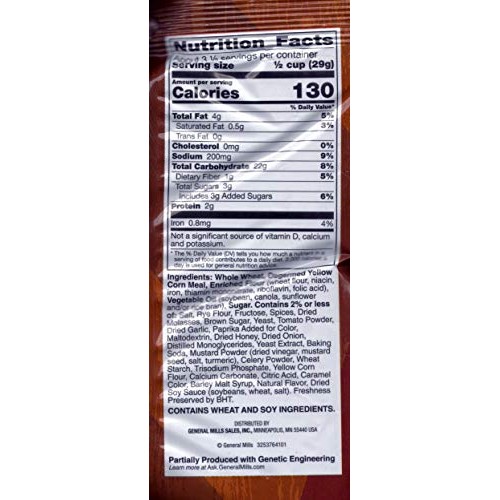 Nutrition Facts
About 3 ½ servings per container
Serving size ½ cup (29g)
Amount per serving
Calories 130
% Daily Value*
Total Fat 4g 5%
Saturated Fat 0.5g 3%
Trans Fat 0g
Cholesterol 0mg 0%
Sodium 200mg 9%
Total Carbohydrate 22g 8%
Dietary Fiber 1g 5%
Total Sugars 3g
Includes 3g Added Sugars 6%
Protein 2g
Iron 0.8mg 4%
Not a significant source of vitamin D, calcium
and potassium.
* The % Daily Value (DV) tells you how much a nutrient in a
serving of food contributes to a daily diet. 2,000 calories a
day is used for general nutrition advice.
Ingredients: Whole Wheat, Degermed Yellow
Corn Meal, Enriched Flour (wheat flour, niacin,
iron, thiamin mononitrate, riboflavin, folic acid),
Vegetable Oil (soybean, canola, sunflower
and/or rice bran), Sugar. Contains 2% or less
of: Salt, Rye Flour, Fructose, Spices, Dried
Molasses, Brown Sugar, Yeast, Tomato Powder,
Dried Garlic, Paprika Added for Color,
Maltodextrin, Dried Honey, Dried Onion,
Distilled Monoglycerides, Yeast Extract, Baking
Soda, Mustard Powder (dried vinegar, mustard
seed, salt, turmeric), Celery Powder, Wheat
Starch, Trisodium Phosphate, Yellow Corn
Flour, Calcium Carbonate, Citric Acid, Caramel
Color, Barley Malt Syrup, Natural Flavor, Dried
Soy Sauce (soybeans, wheat, salt). Freshness
Preserved by BHT.
CONTAINS WHEAT AND SOY INGREDIENTS.
DISTRIBUTED BY
GENERAL MILLS SALES, INC., MINNEAPOLIS, MN 55440 USA
© General Mills 3253764101
Partially Produced with Genetic Engineering
Learn more at Ask.GeneralMills.com